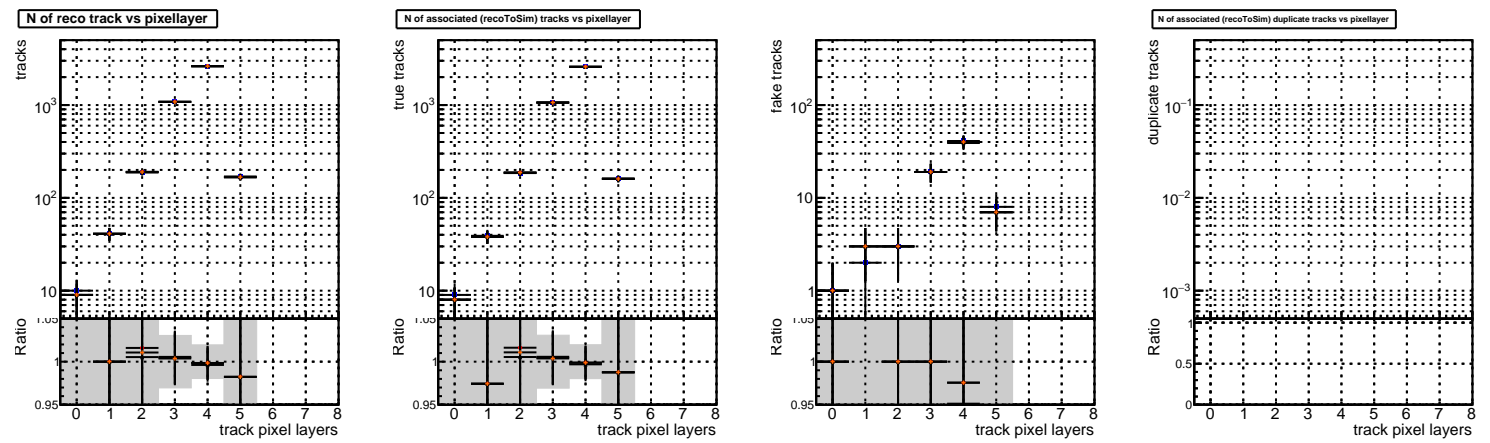 N of reco track vs pixellayer
tracks
10³
10²
10
Ratio
1.05
1
0.95
0 1 2 3 4 5 6 7 8
track pixel layers
N of associated (recoToSim) tracks vs pixellayer
true tracks
10³
10²
10
Ratio
1.05
1
0.95
0 1 2 3 4 5 6 7 8
track pixel layers
fake tracks
10²
10
1
Ratio
1.05
1
0.95
0 1 2 3 4 5 6 7 8
track pixel layers
N of associated (recoToSim) duplicate tracks vs pixellayer
duplicate tracks
10⁻¹
10⁻²
10⁻³
Ratio
1
0.5
0
0 1 2 3 4 5 6 7 8
track pixel layers